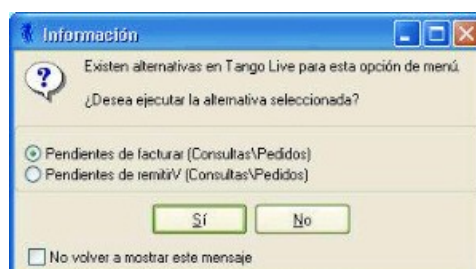 Información
Existen alternativas en Tango Live para esta opción de menú.
¿Desea ejecutar la alternativa seleccionada?
Pendientes de facturar (Consultas\Pedidos)
Pendientes de remitirV (Consultas\Pedidos)
Sí No
No volver a mostrar este mensaje